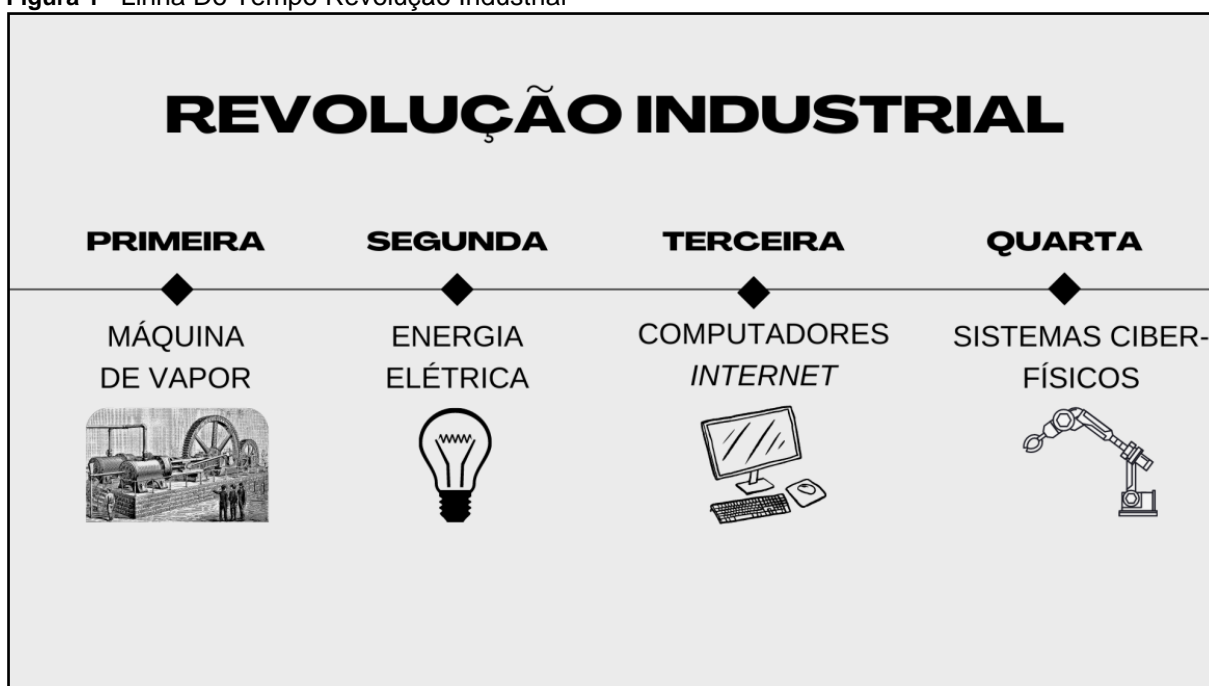 Figura 1 - Linha Do Tempo Revolução Industrial
REVOLUÇÃO INDUSTRIAL
PRIMEIRA
SEGUNDA
TERCEIRA
QUARTA
MÁQUINA
DE VAPOR
ENERGIA
ELÉTRICA
COMPUTADORES
INTERNET
SISTEMAS CIBER-
FÍSICOS